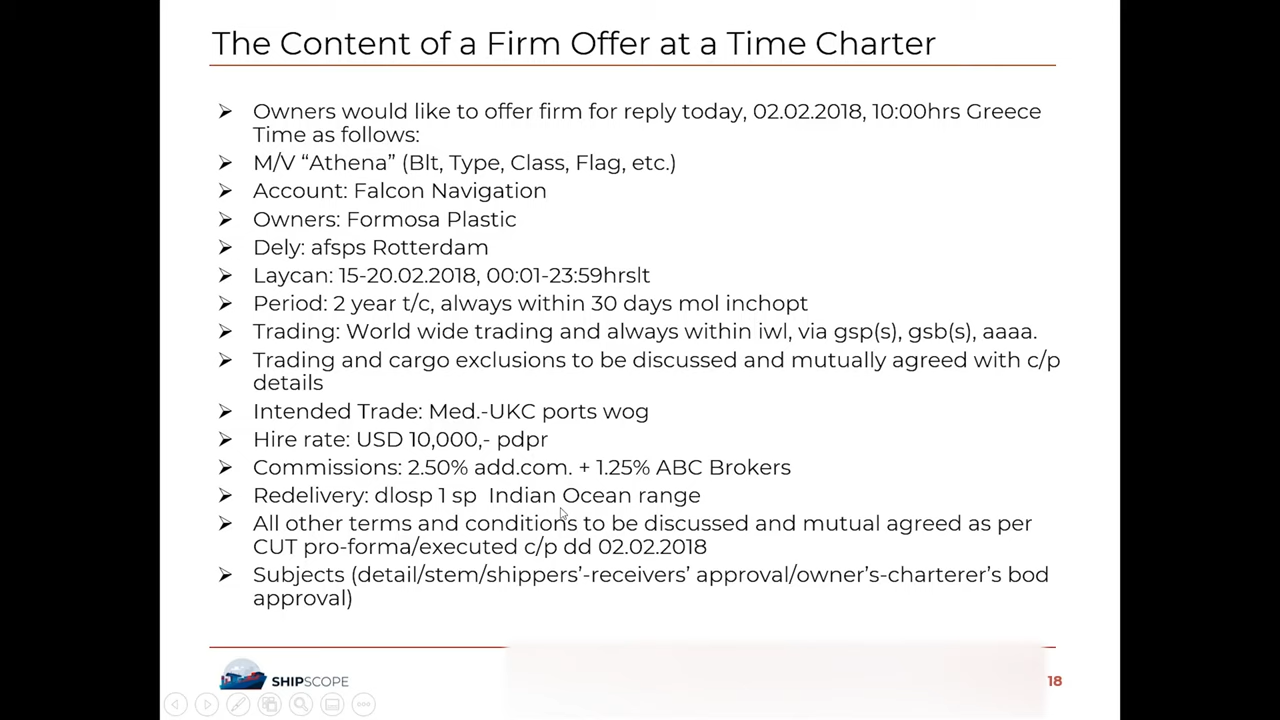 The Content of a Firm Offer at a Time Charter
Owners would like to offer firm for reply today, 02.02.2018, 10:00hrs Greece
Time as follows:
M/V “Athena” (Blt, Type, Class, Flag, etc.)
Account: Falcon Navigation
Owners: Formosa Plastic
Dely: afsps Rotterdam
Laycan: 15-20.02.2018, 00:01-23:59hrslt
Period: 2 year t/c, always within 30 days mol inchopt
Trading: World wide trading and always within iwl, via gsp(s), gsb(s), aaaa.
Trading and cargo exclusions to be discussed and mutually agreed with c/p
details
Intended Trade: Med.-UKC ports wog
Hire rate: USD 10,000,- pdpr
Commissions: 2.50% add.com. + 1.25% ABC Brokers
Redelivery: dlosp 1 sp  Indian Ocean range
All other terms and conditions to be discussed and mutual agreed as per
CUT pro-forma/executed c/p dd 02.02.2018
Subjects (detail/stem/shippers’-receivers’ approval/owner’s-charterer’s bod
approval)
SHIPSCOPE
18